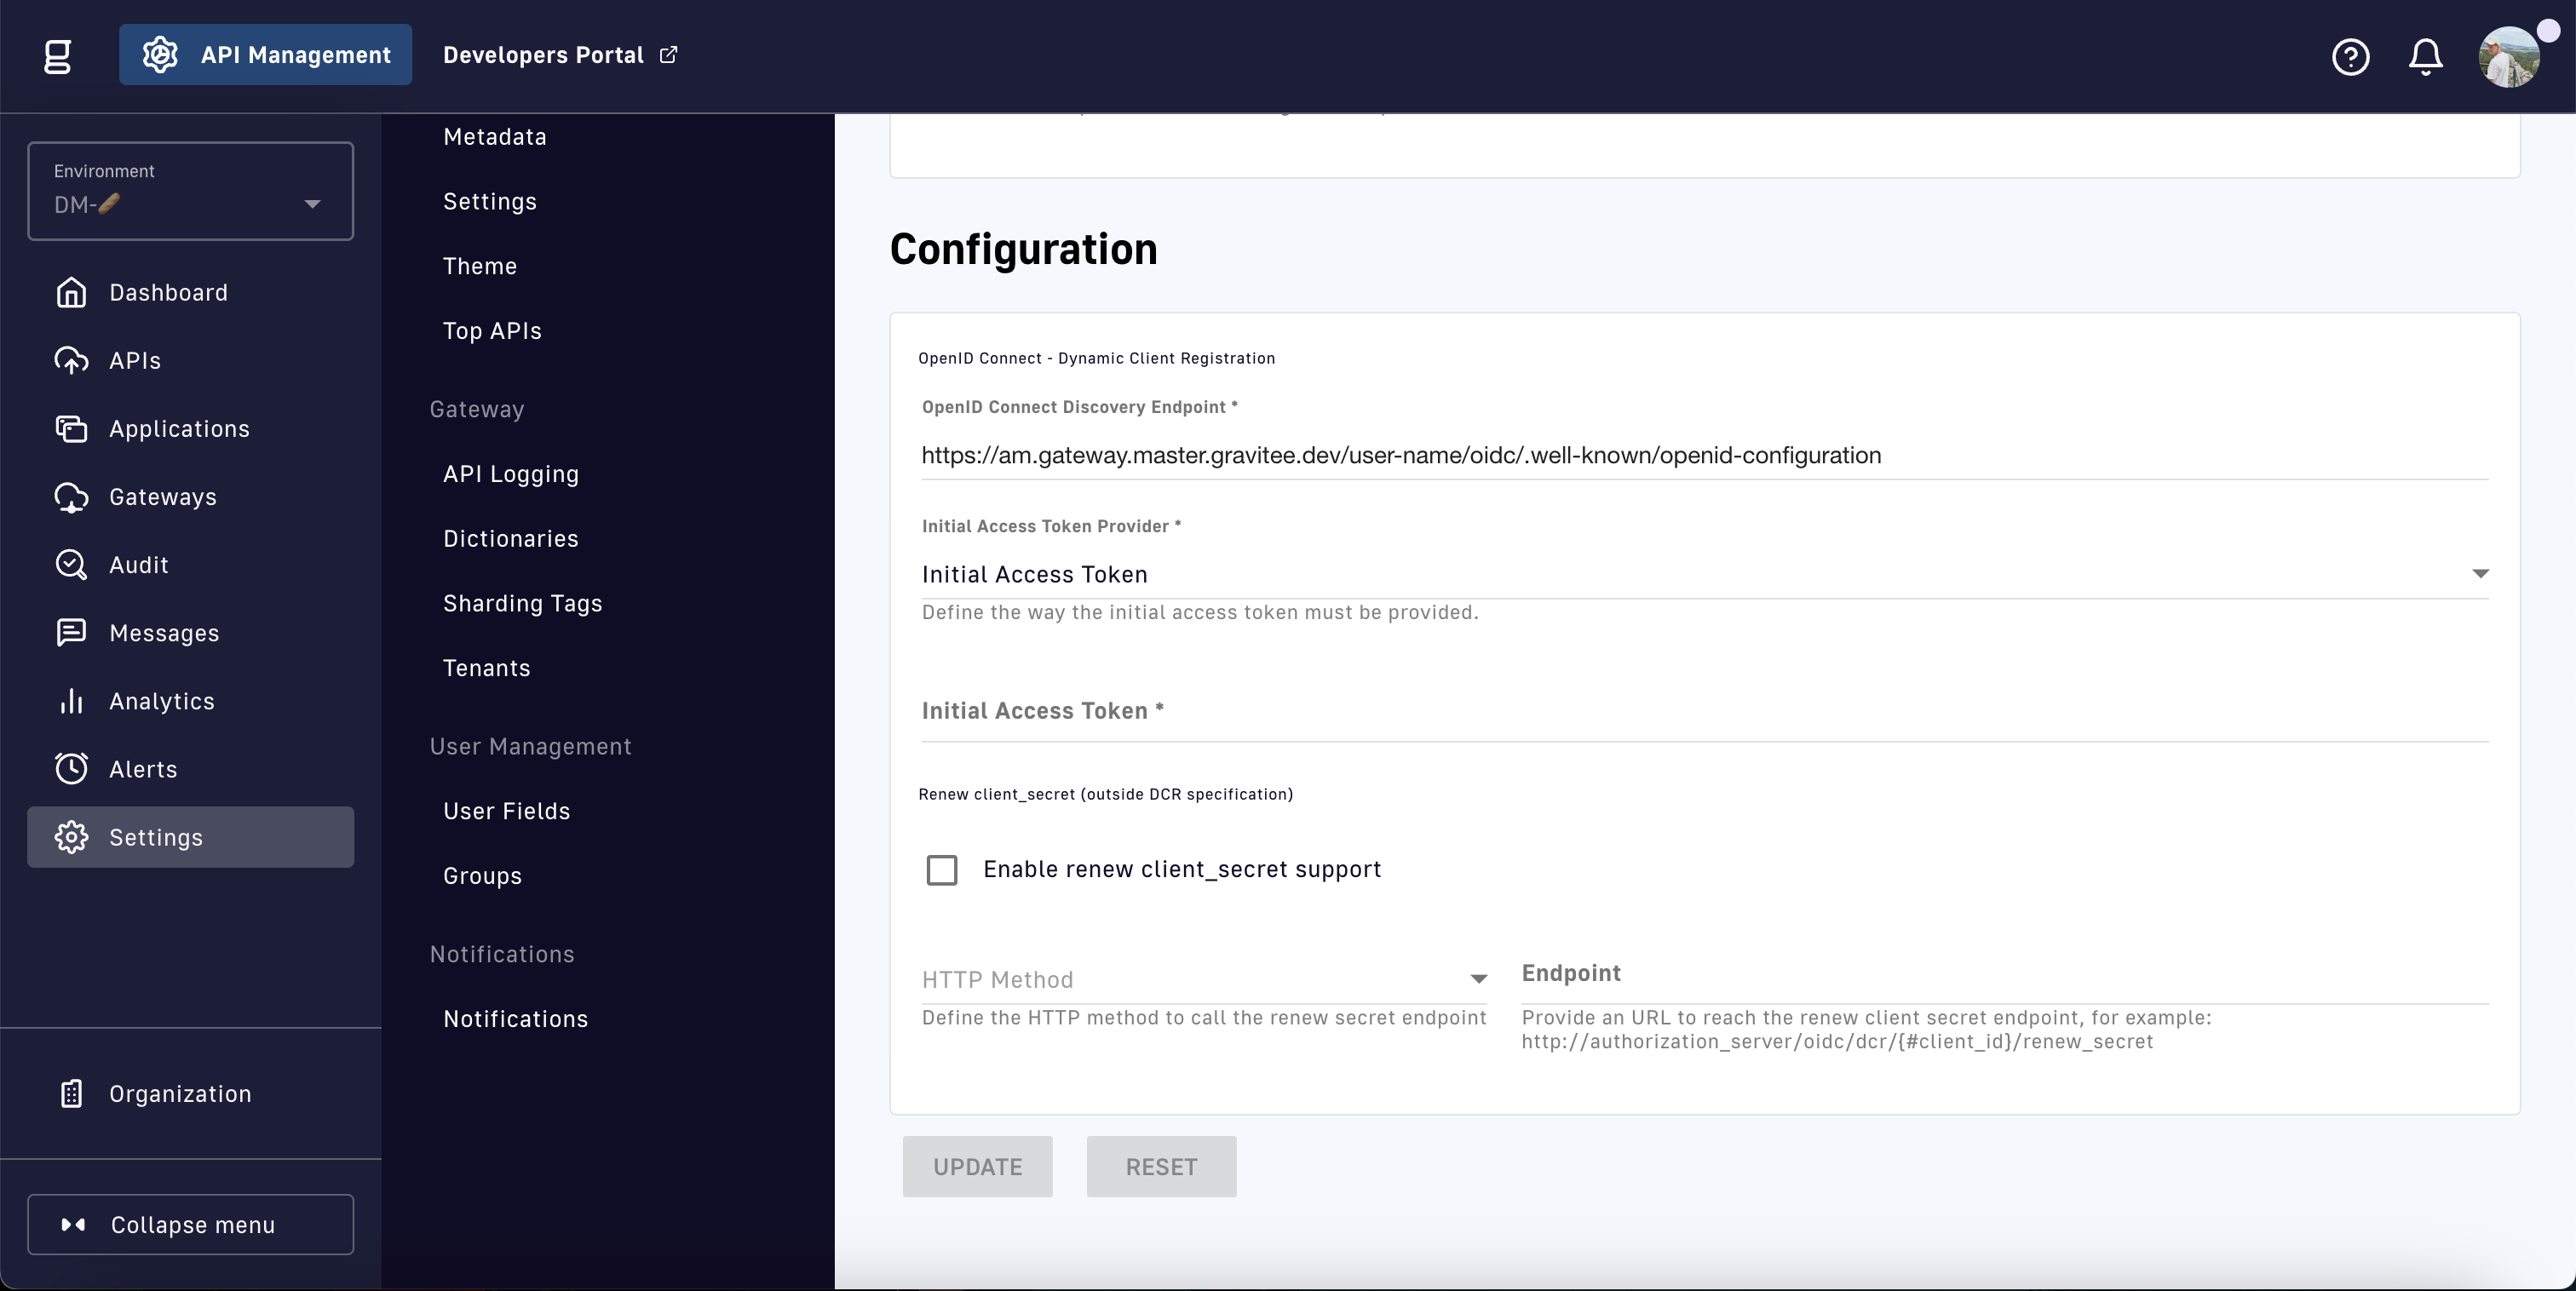 g
API Management
Developers Portal
Environment
DM-🥖
Dashboard
APIs
Applications
Gateways
Audit
Messages
Analytics
Alerts
Settings
Organization
Collapse menu
Metadata
Settings
Theme
Top APIs
Gateway
API Logging
Dictionaries
Sharding Tags
Tenants
User Management
User Fields
Groups
Notifications
Notifications
Configuration
OpenID Connect - Dynamic Client Registration
OpenID Connect Discovery Endpoint *
https://am.gateway.master.gravitee.dev/user-name/oidc/.well-known/openid-configuration
Initial Access Token Provider *
Initial Access Token
Define the way the initial access token must be provided.
Initial Access Token *
Renew client_secret (outside DCR specification)
Enable renew client_secret support
HTTP Method
Define the HTTP method to call the renew secret endpoint
Endpoint
Provide an URL to reach the renew client secret endpoint, for example:
http://authorization_server/oidc/dcr/{#client_id}/renew_secret
UPDATE
RESET